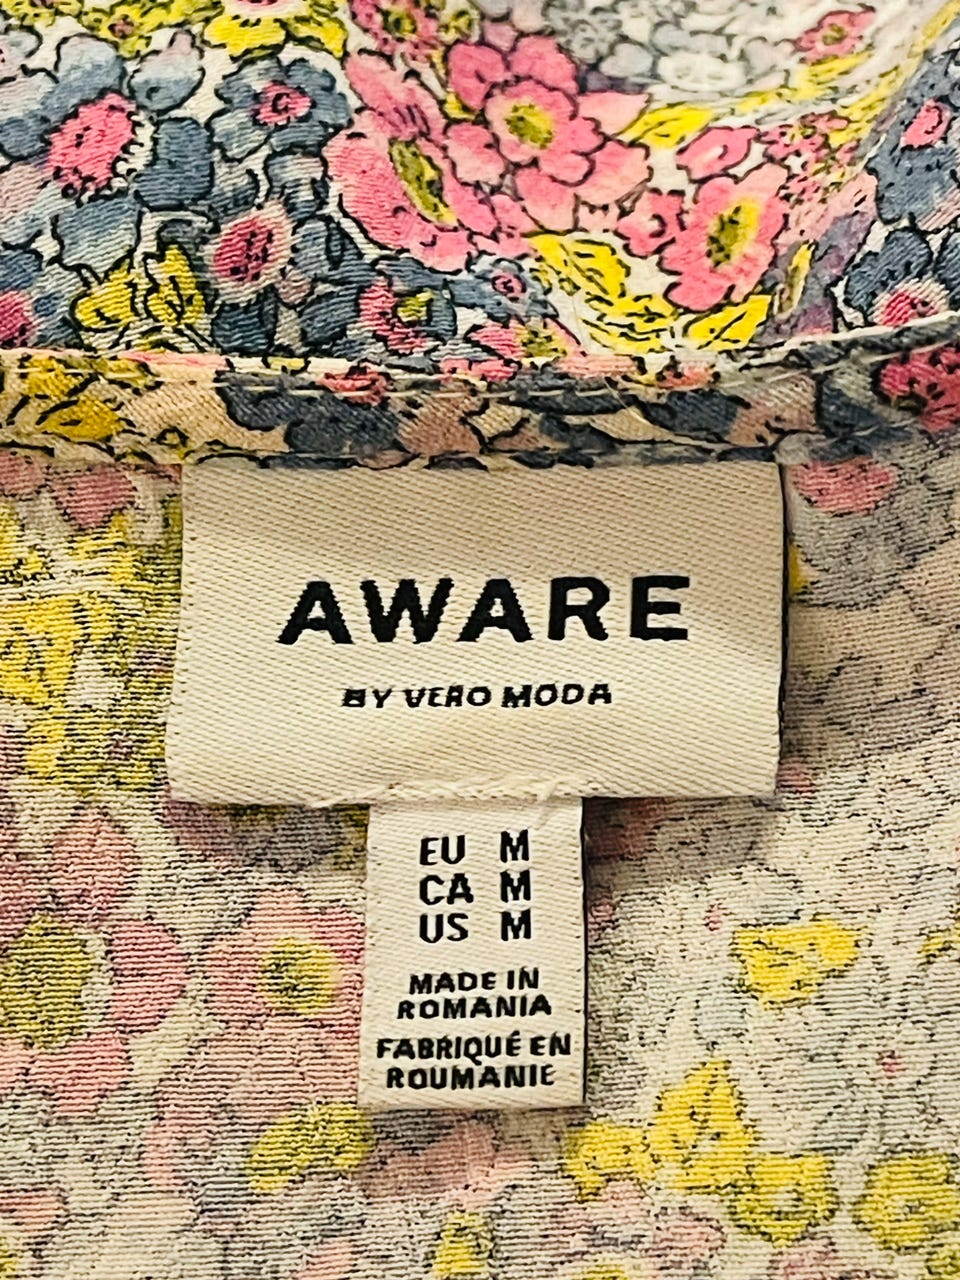 AWARE
BY VERO MODA
EU M
CA M
US M
MADE IN
ROMANIA
FABRIQUÉ EN
ROUMANIE